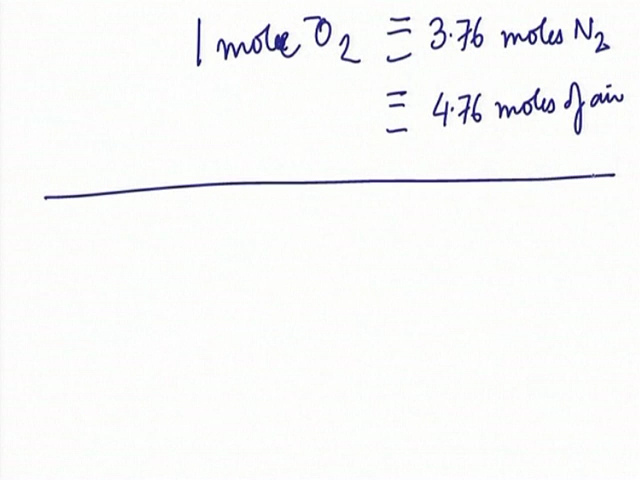 1 mole O2 ≡ 3.76 moles N2
≡ 4.76 moles of air